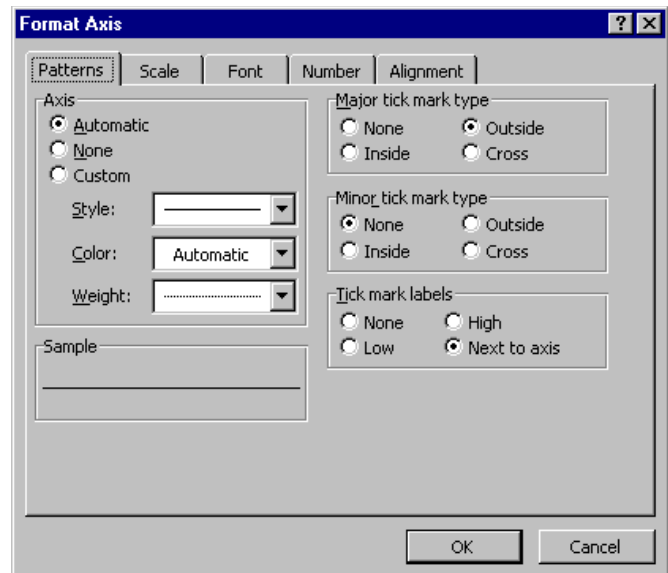 Format Axis
Patterns Scale Font Number Alignment
Axis
Automatic
None
Custom
Style:
Color: Automatic
Weight:
Sample
Major tick mark type
None Outside
Inside Cross
Minor tick mark type
None Outside
Inside Cross
Tick mark labels
None High
Low Next to axis
OK Cancel